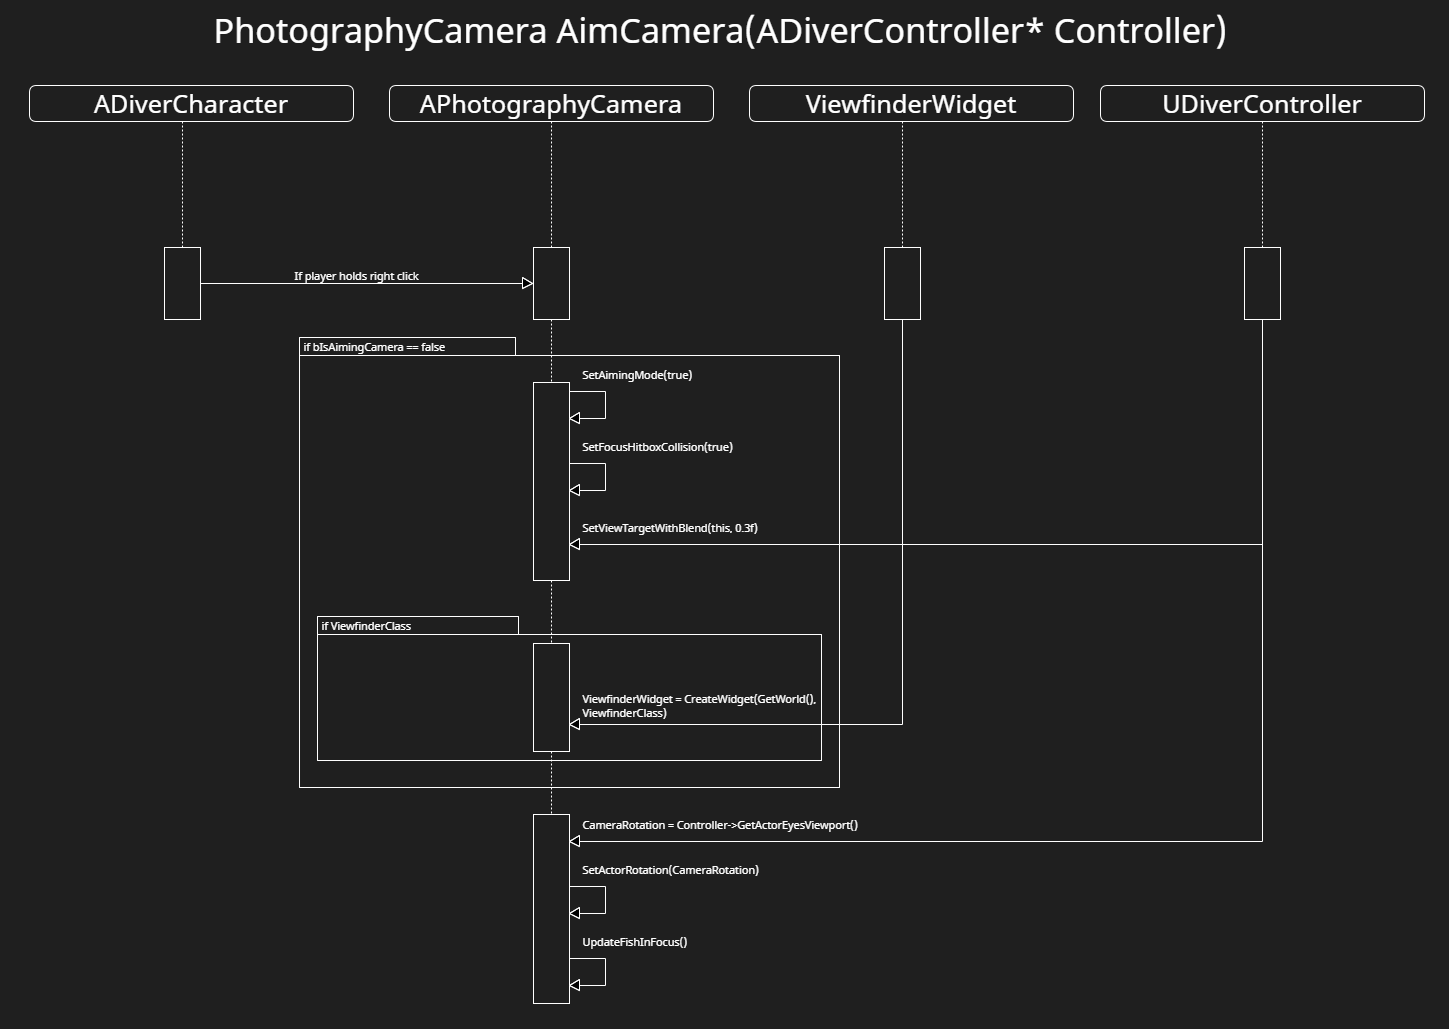 PhotographyCamera AimCamera(ADiverController* Controller)
ADiverCharacter
APhotographyCamera
ViewfinderWidget
UDiverController
If player holds right click
if bIsAimingCamera == false
SetAimingMode(true)
SetFocusHitboxCollision(true)
SetViewTargetWithBlend(this, 0.3f)
if ViewfinderClass
ViewfinderWidget = CreateWidget(GetWorld(),
ViewfinderClass)
CameraRotation = Controller->GetActorEyesViewport()
SetActorRotation(CameraRotation)
UpdateFishInFocus()